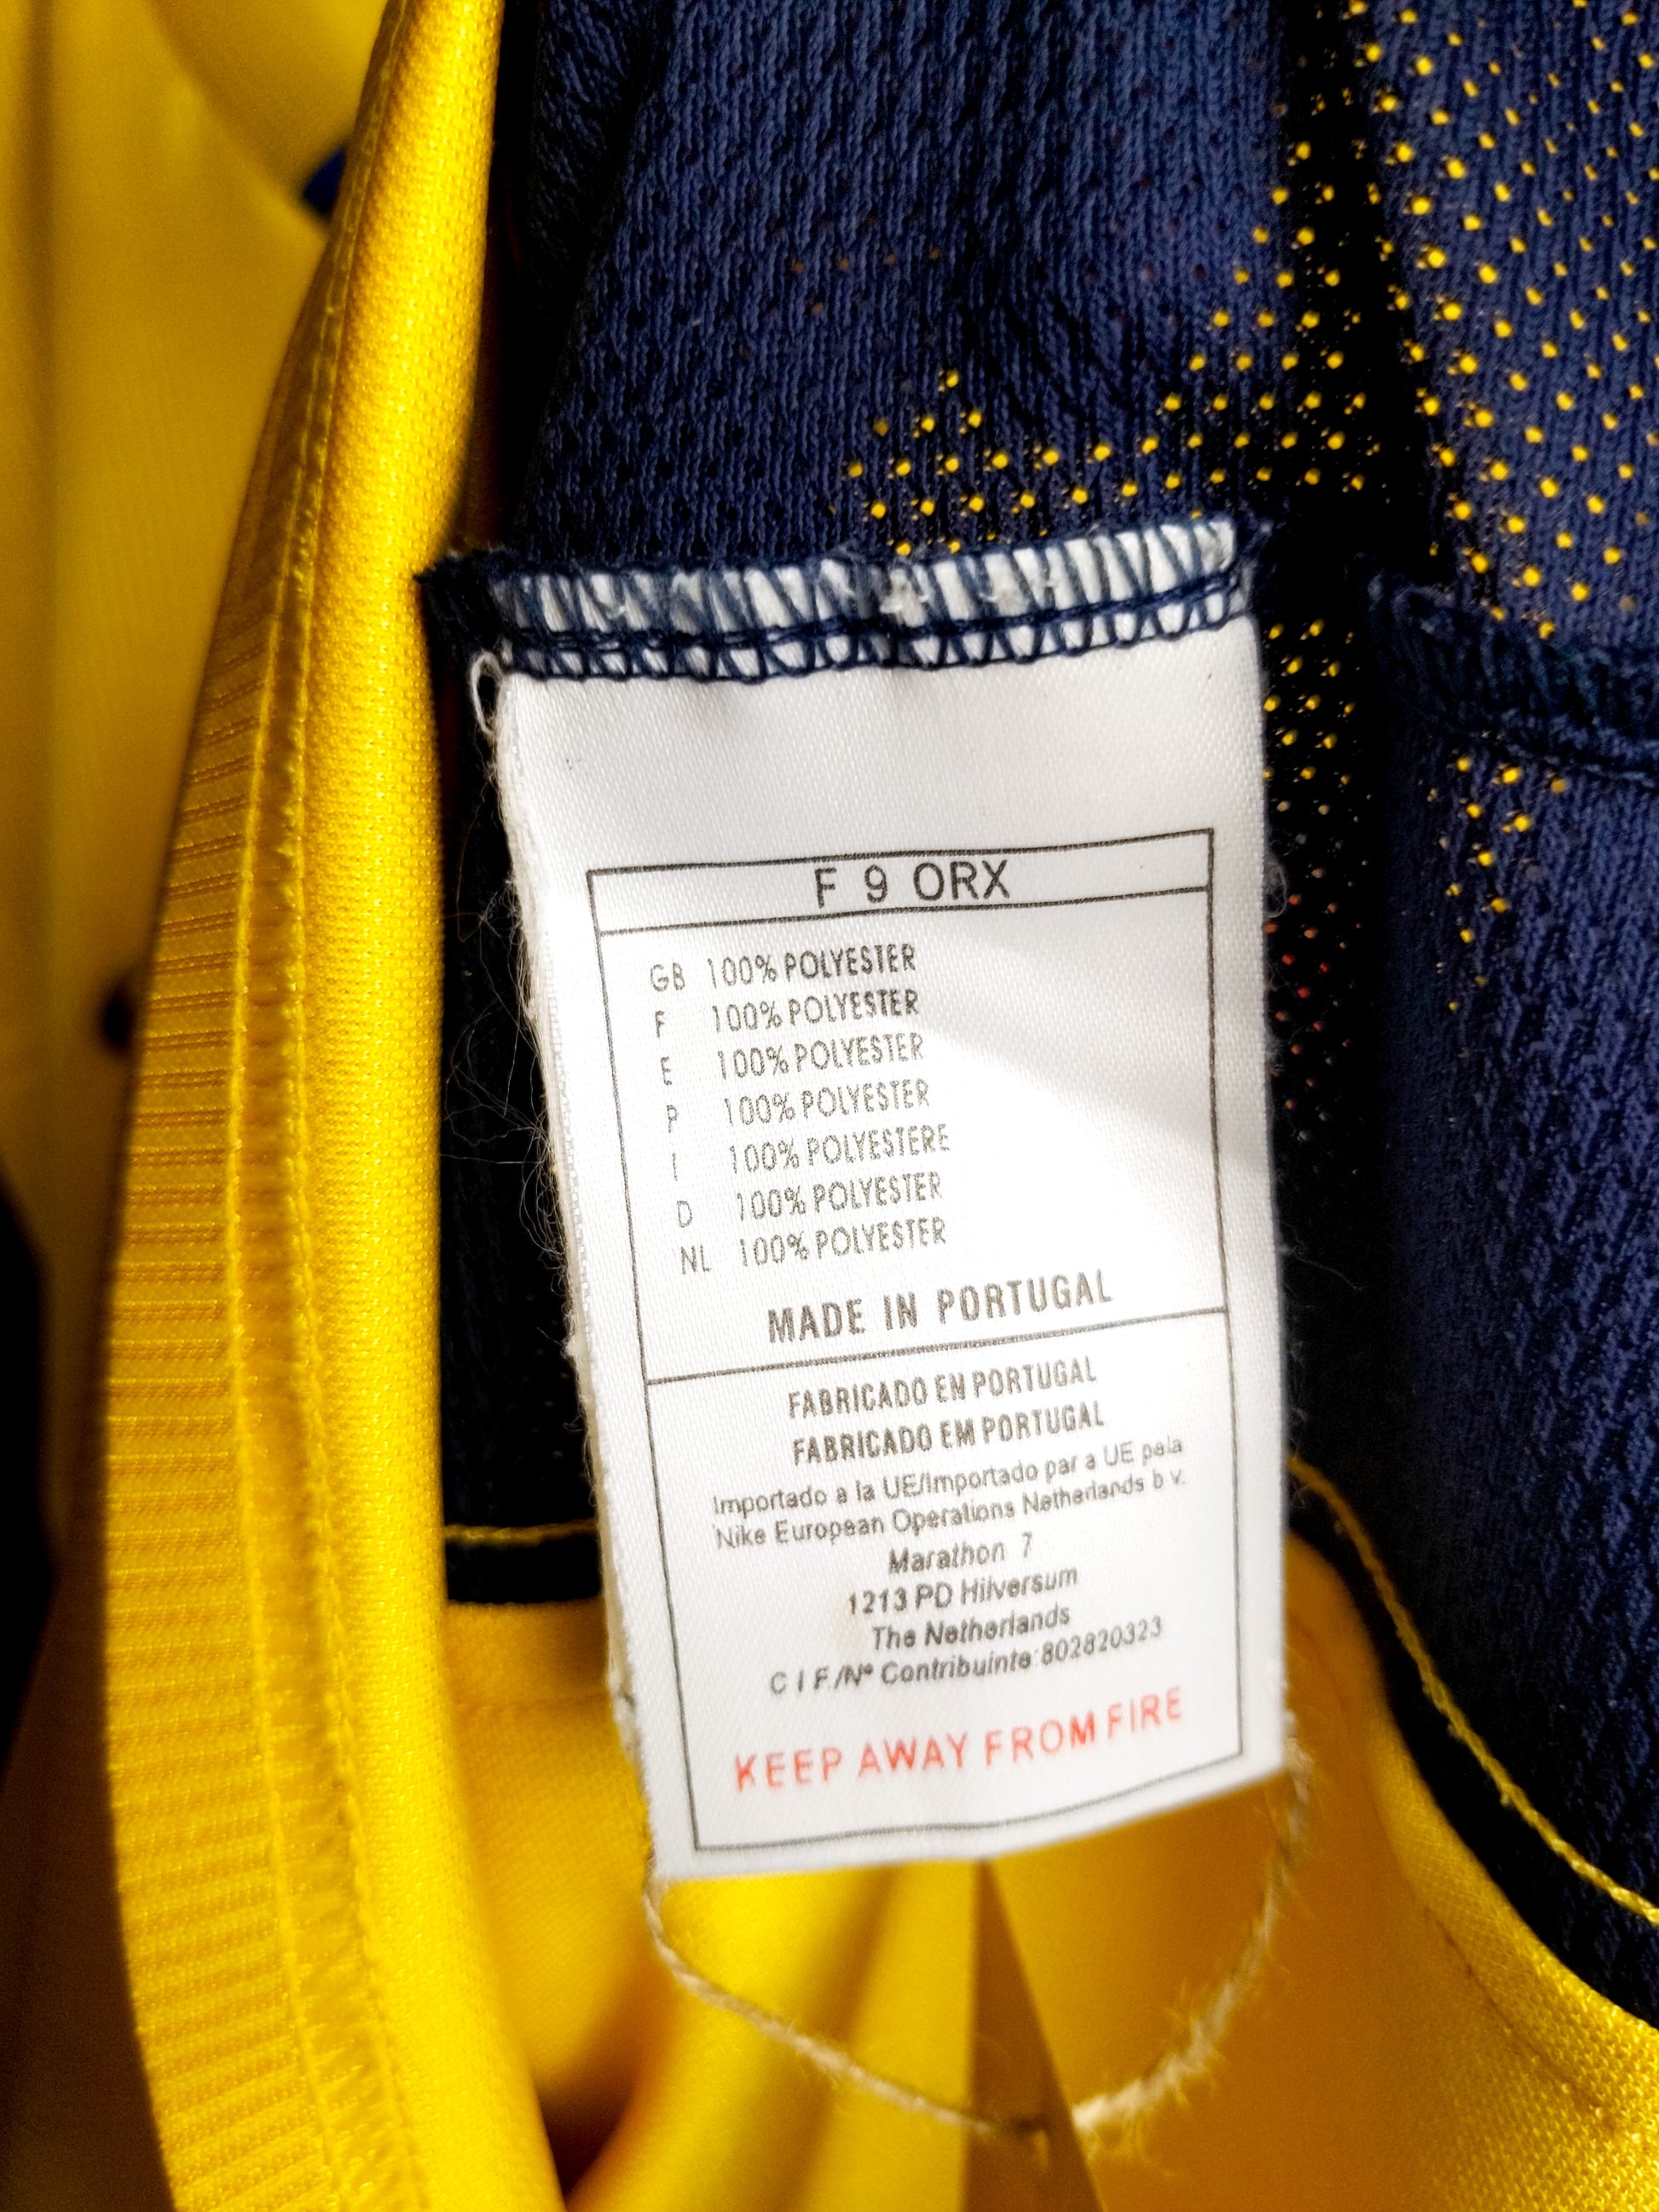 F 9 ORX
GB 100% POLYESTER
F 100% POLYESTER
E 100% POLYESTER
P 100% POLYESTER
I 100% POLYESTERE
D 100% POLYESTER
NL 100% POLYESTER
MADE IN PORTUGAL
FABRICADO EN PORTUGAL
FABRICADO EM PORTUGAL
Importado a la UE/Importado par a UE pela
Nike European Operations Netherlands b v.
Marathon 7
1213 PD Hilversum
The Netherlands
C I F./Nº Contribuinte:802820323
KEEP AWAY FROM FIRE